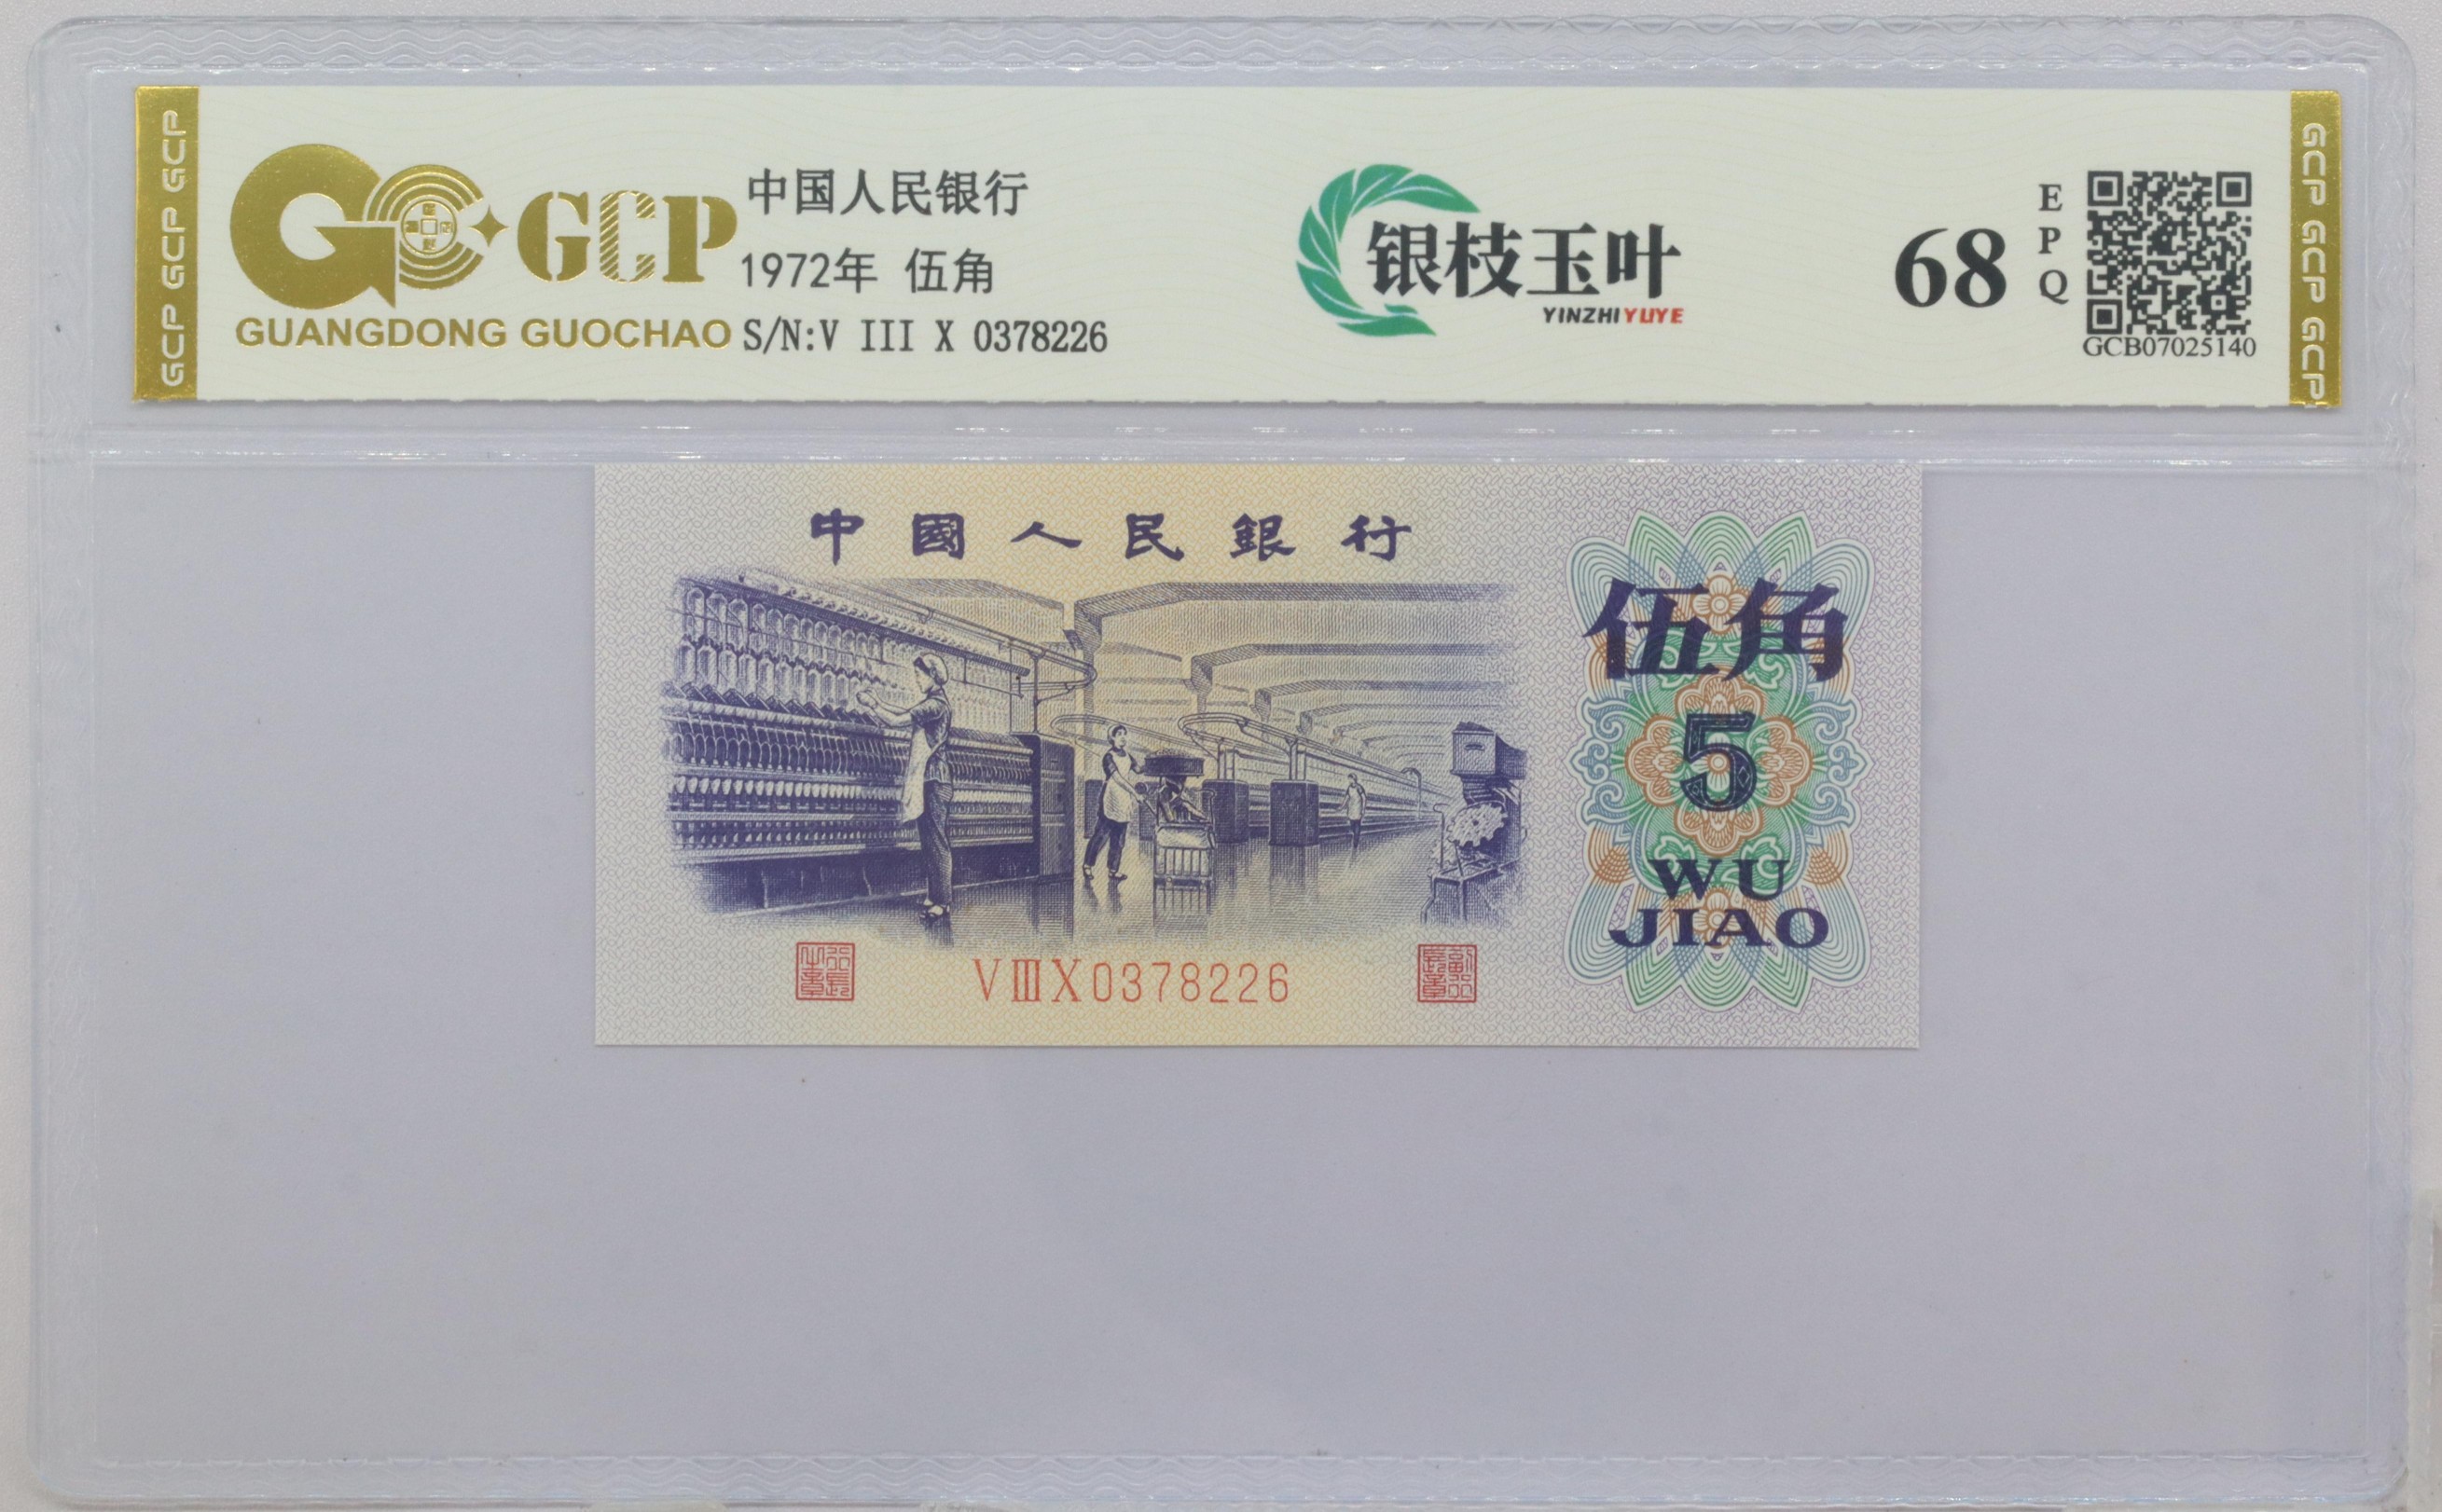 GCP GCP GCP
GCP
GUANGDONG GUOCHAO
中国人民银行
1972年 伍角
S/N:V III X 0378226
银枝玉叶
YINZHIYUYE
68
EPQ
GCB07025140
GCP GCP GCP
中國人民銀行
伍角
5
WU
JIAO
VIIIX0378226